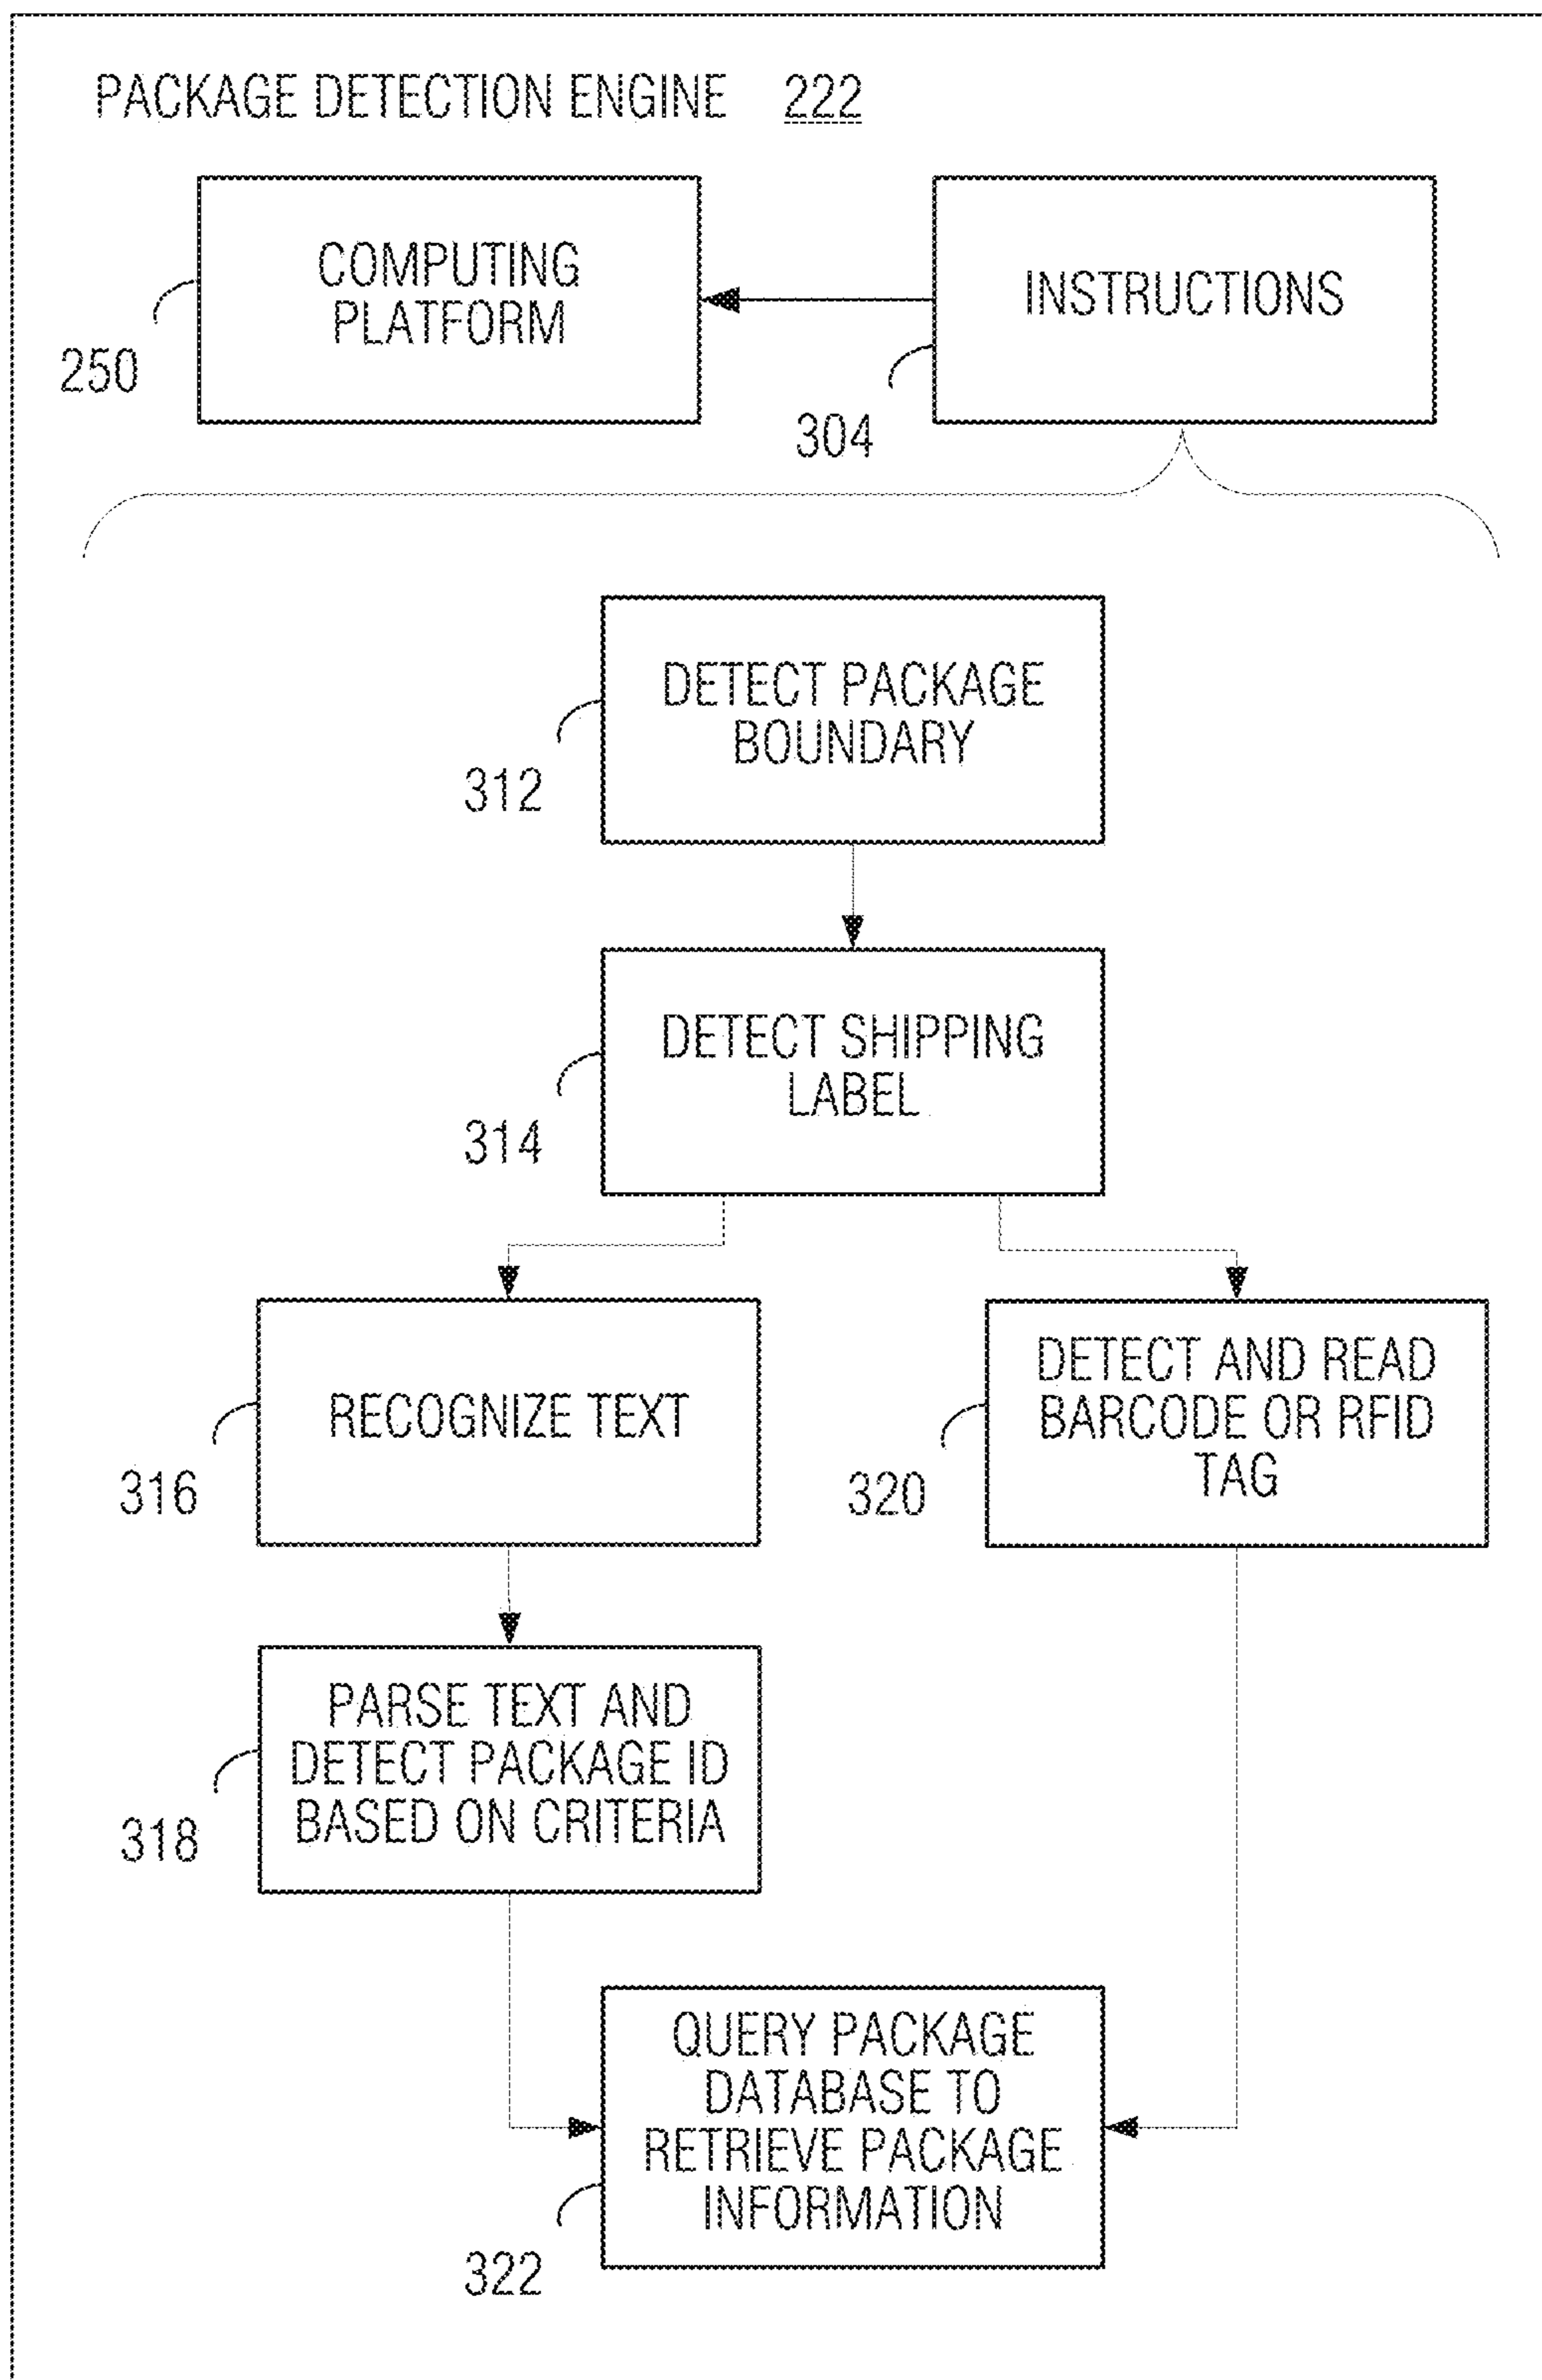 PACKAGE DETECTION ENGINE 222
COMPUTING
PLATFORM
250
INSTRUCTIONS
304
DETECT PACKAGE
BOUNDARY
312
DETECT SHIPPING
LABEL
314
RECOGNIZE TEXT
316
DETECT AND READ
BARCODE OR RFID
TAG
320
PARSE TEXT AND
DETECT PACKAGE ID
BASED ON CRITERIA
318
QUERY PACKAGE
DATABASE TO
RETRIEVE PACKAGE
INFORMATION
322